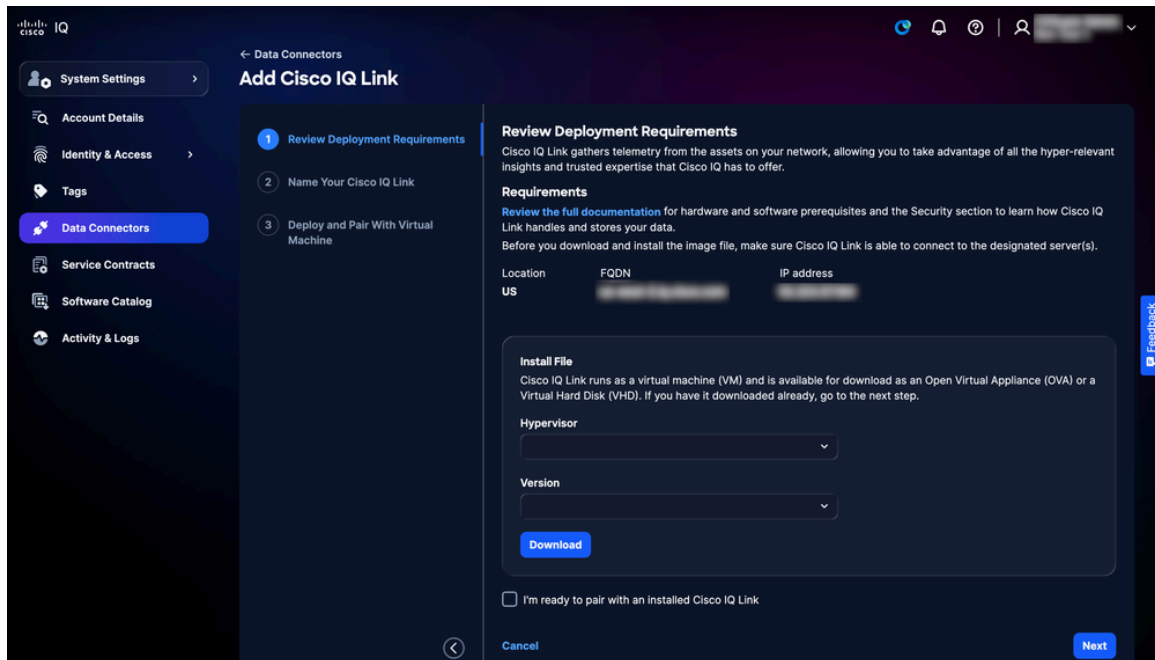 cisco IQ
System Settings
Account Details
Identity & Access
Tags
Data Connectors
Service Contracts
Software Catalog
Activity & Logs
← Data Connectors
Add Cisco IQ Link
1 Review Deployment Requirements
2 Name Your Cisco IQ Link
3 Deploy and Pair With Virtual
Machine
Review Deployment Requirements
Cisco IQ Link gathers telemetry from the assets on your network, allowing you to take advantage of all the hyper-relevant
insights and trusted expertise that Cisco IQ has to offer.
Requirements
Review the full documentation for hardware and software prerequisites and the Security section to learn how Cisco IQ
Link handles and stores your data.
Before you download and install the image file, make sure Cisco IQ Link is able to connect to the designated server(s).
Location FQDN IP address
US
Install File
Cisco IQ Link runs as a virtual machine (VM) and is available for download as an Open Virtual Appliance (OVA) or a
Virtual Hard Disk (VHD). If you have it downloaded already, go to the next step.
Hypervisor
Version
Download
I'm ready to pair with an installed Cisco IQ Link
Cancel
Next
Feedback